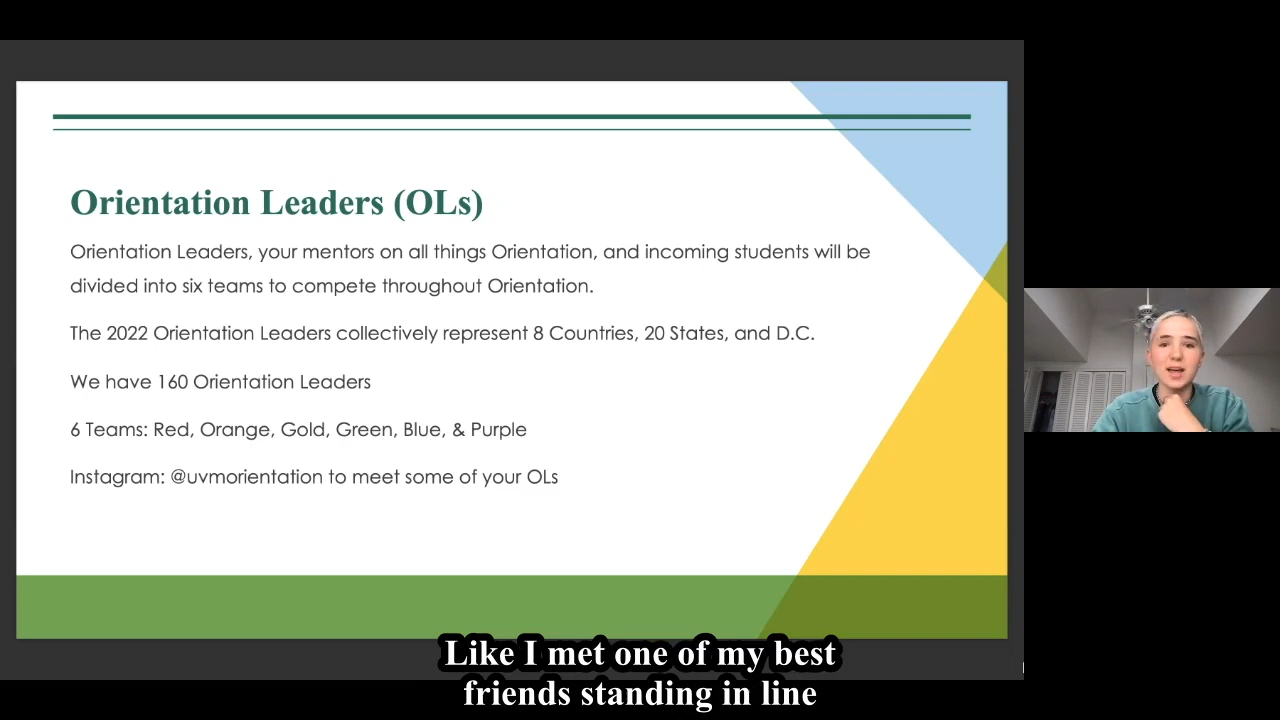 Orientation Leaders (OLs)
Orientation Leaders, your mentors on all things Orientation, and incoming students will be
divided into six teams to compete throughout Orientation.
The 2022 Orientation Leaders collectively represent 8 Countries, 20 States, and D.C.
We have 160 Orientation Leaders
6 Teams: Red, Orange, Gold, Green, Blue, & Purple
Instagram: @uvmorientation to meet some of your OLs
Like I met one of my best
friends standing in line